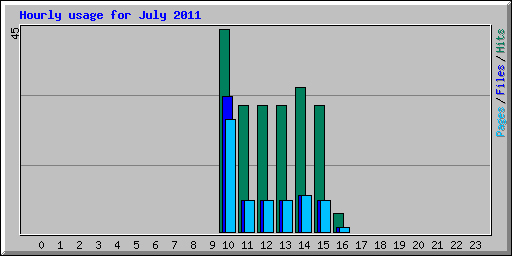 Hourly usage for July 2011
45
Pages/Files/Hits
0 1 2 3 4 5 6 7 8 9 10 11 12 13 14 15 16 17 18 19 20 21 22 23